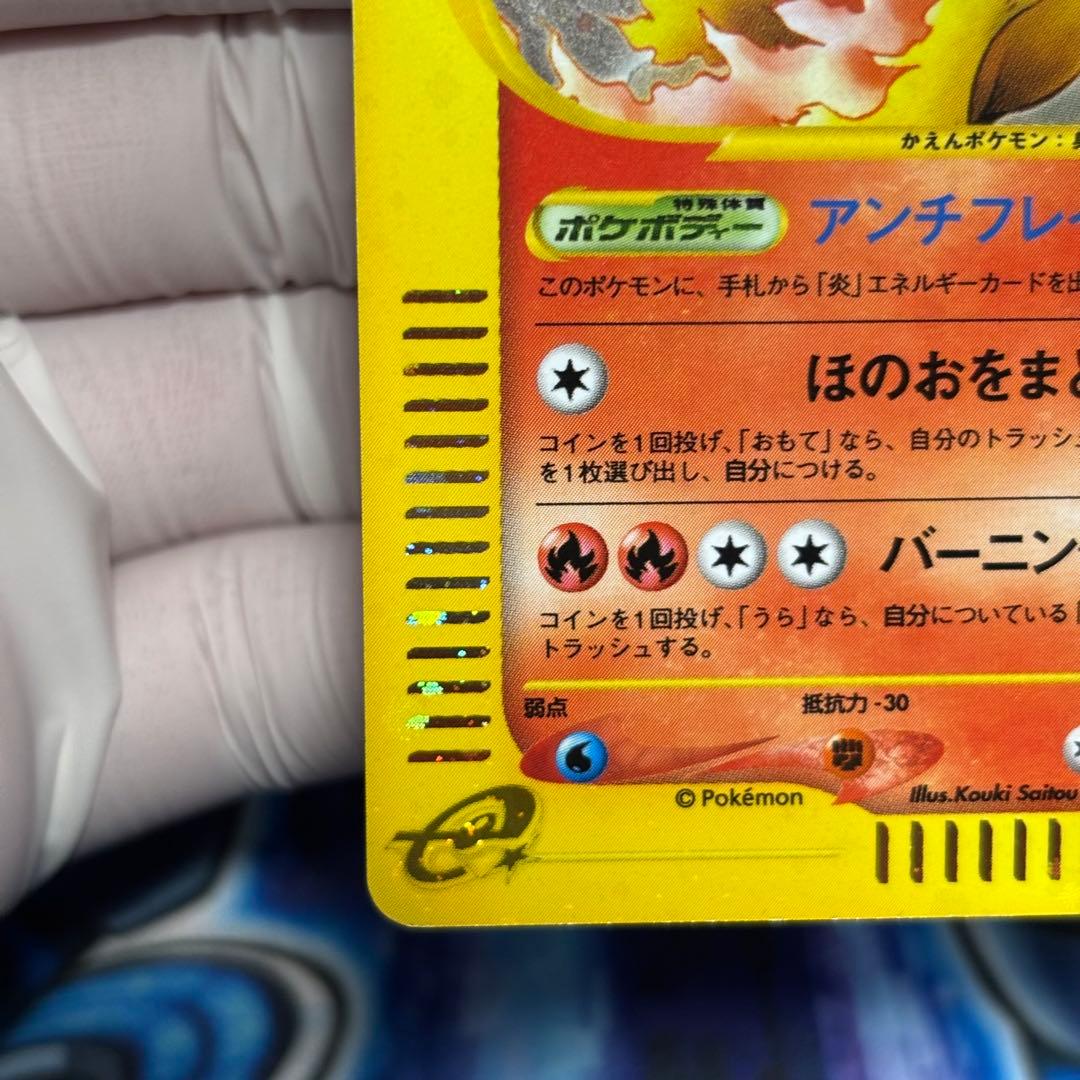 かえんポケモン：
特殊体質
ポケボディー アンチフレ
このポケモンに、手札から「炎」エネルギーカードを出
ほのおをまと
コインを1回投げ、「おもて」なら、自分のトラッシュ
を1枚選び出し、自分につける。
バーニン
コインを1回投げ、「うら」なら、自分についている「
トラッシュする。
弱点 抵抗力 -30
© Pokémon Illus.Kouki Saitou
e